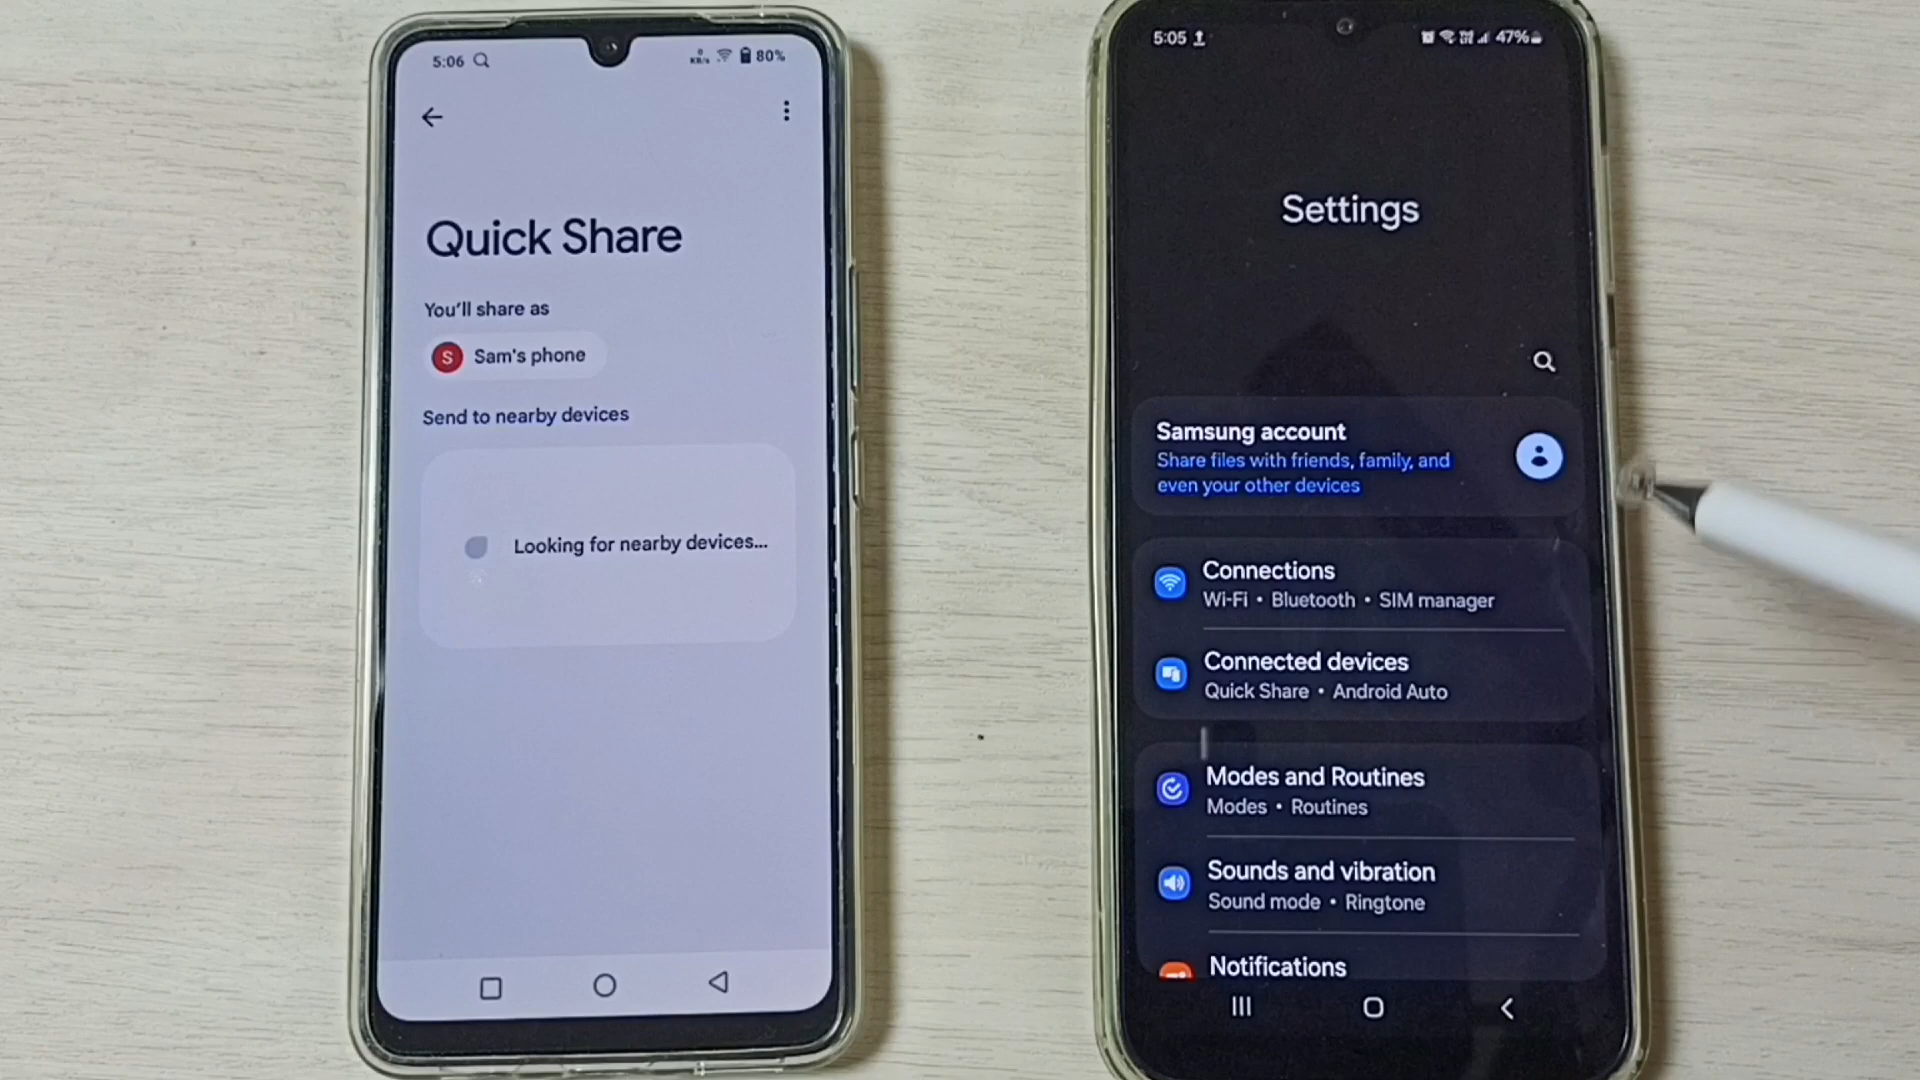 5:06
KB/s
80%
Quick Share
You'll share as
S
Sam's phone
Send to nearby devices
Looking for nearby devices...
5:05
47%
Settings
Samsung account
Share files with friends, family, and
even your other devices
Connections
Wi-Fi • Bluetooth • SIM manager
Connected devices
Quick Share • Android Auto
Modes and Routines
Modes • Routines
Sounds and vibration
Sound mode • Ringtone
Notifications